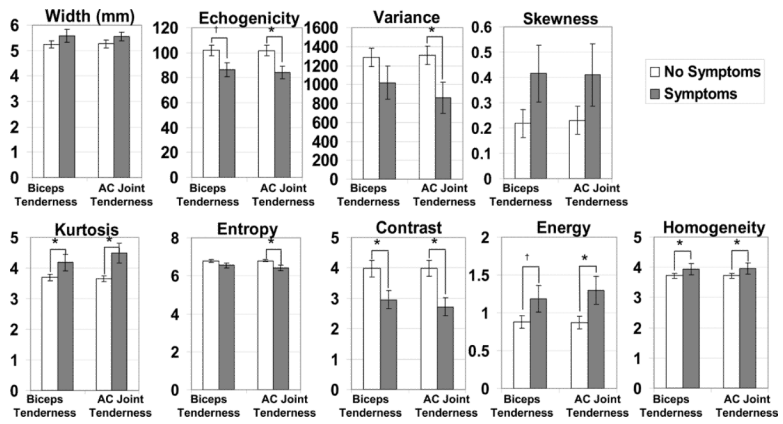 Width (mm)
6
5
4
3
2
1
0
Biceps
Tenderness
AC Joint
Tenderness
Echogenicity
†
*
120
100
80
60
40
20
0
Biceps
Tenderness
AC Joint
Tenderness
Variance
*
1600
1400
1200
1000
800
600
400
200
0
Biceps
Tenderness
AC Joint
Tenderness
Skewness
0.6
0.5
0.4
0.3
0.2
0.1
0
Biceps
Tenderness
AC Joint
Tenderness
No Symptoms
Symptoms
Kurtosis
*
*
5
4
3
2
1
0
Biceps
Tenderness
AC Joint
Tenderness
Entropy
*
8
6
4
2
0
Biceps
Tenderness
AC Joint
Tenderness
Contrast
*
*
5
4
3
2
1
0
Biceps
Tenderness
AC Joint
Tenderness
Energy
†
*
2
1.5
1
0.5
0
Biceps
Tenderness
AC Joint
Tenderness
Homogeneity
*
*
5
4
3
2
1
0
Biceps
Tenderness
AC Joint
Tenderness